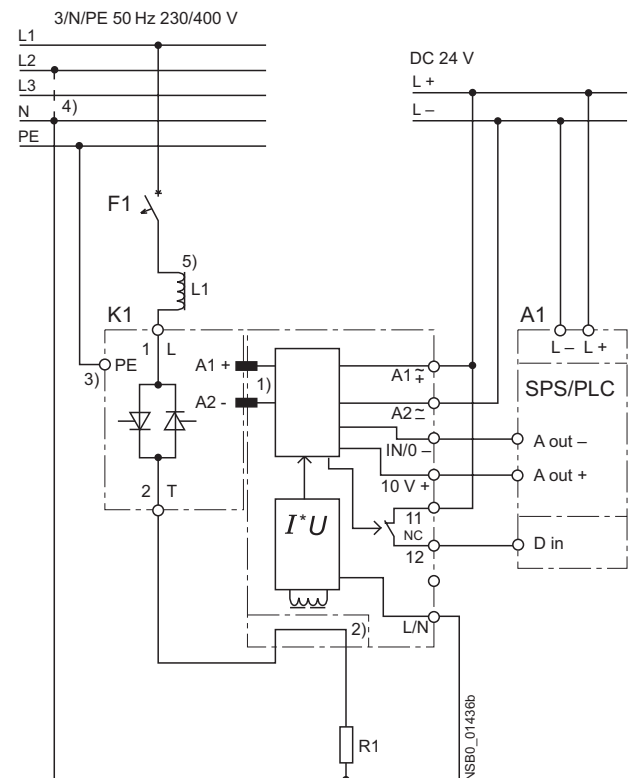 3/N/PE 50 Hz 230/400 V
L1
L2
L3
N
4)
PE
DC 24 V
L +
L –
F1
5)
L1
K1
A1
1 L
L – L +
3) PE
A1 +
1)
A1 ≂ +
SPS/PLC
A2 -
A2 ≂
IN/0 –
A out –
10 V +
A out +
2 T
I*U
11
NC
12
D in
2)
L/N
R1
NSB0_01436b